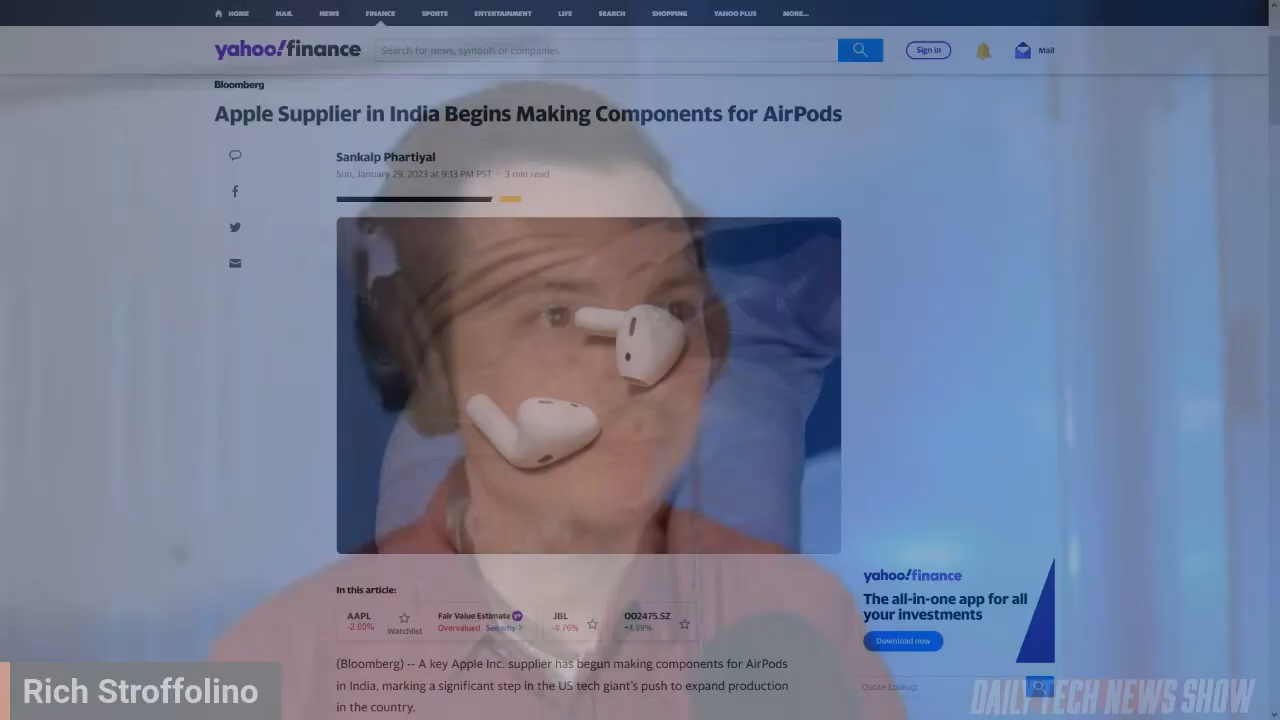 HOME MAIL NEWS FINANCE SPORTS ENTERTAINMENT LIFE SEARCH SHOPPING YAHOO PLUS MORE...
yahoo!finance Search for news, symbols or companies Sign in Mail
Bloomberg
Apple Supplier in India Begins Making Components for AirPods
Sankalp Phartiyal
Sun, January 29, 2023 at 9:13 PM PST · 3 min read
In this article:
AAPL Fair Value Estimate Y+ JBL 002475.SZ
-2.00% Watchlist Overvalued See why > -0.76% +4.99%
(Bloomberg) -- A key Apple Inc. supplier has begun making components for AirPods
in India, marking a significant step in the US tech giant's push to expand production
in the country.
yahoo!finance
The all-in-one app for all
your investments
Download now
Quote Lookup
Rich Stroffolino
DAILY TECH NEWS SHOW